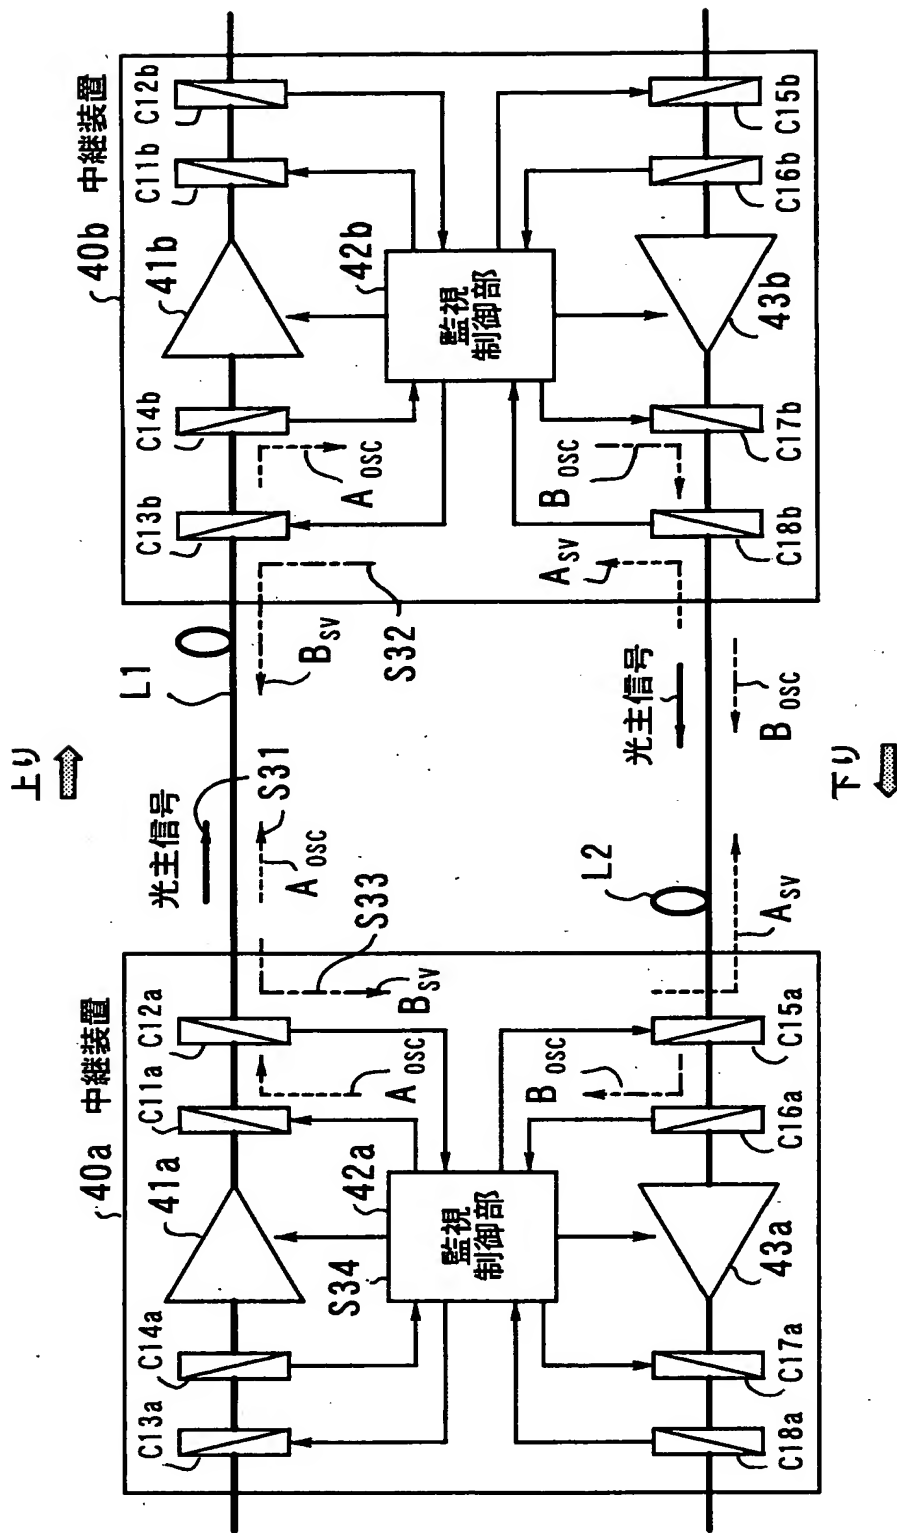 上り
下り
40a 中継装置
40b 中継装置
C13a
C14a
41a
C11a
C12a
光主信号
S31
L1
C13b
C14b
41b
C11b
C12b
S33
A OSC
B SV
A OSC
B SV
S32
A OSC
S34
42a
監視
制御部
42b
監視
制御部
B OSC
L2
光主信号
A SV
B OSC
A SV
B OSC
C18a
C17a
43a
C16a
C15a
C18b
C17b
43b
C16b
C15b